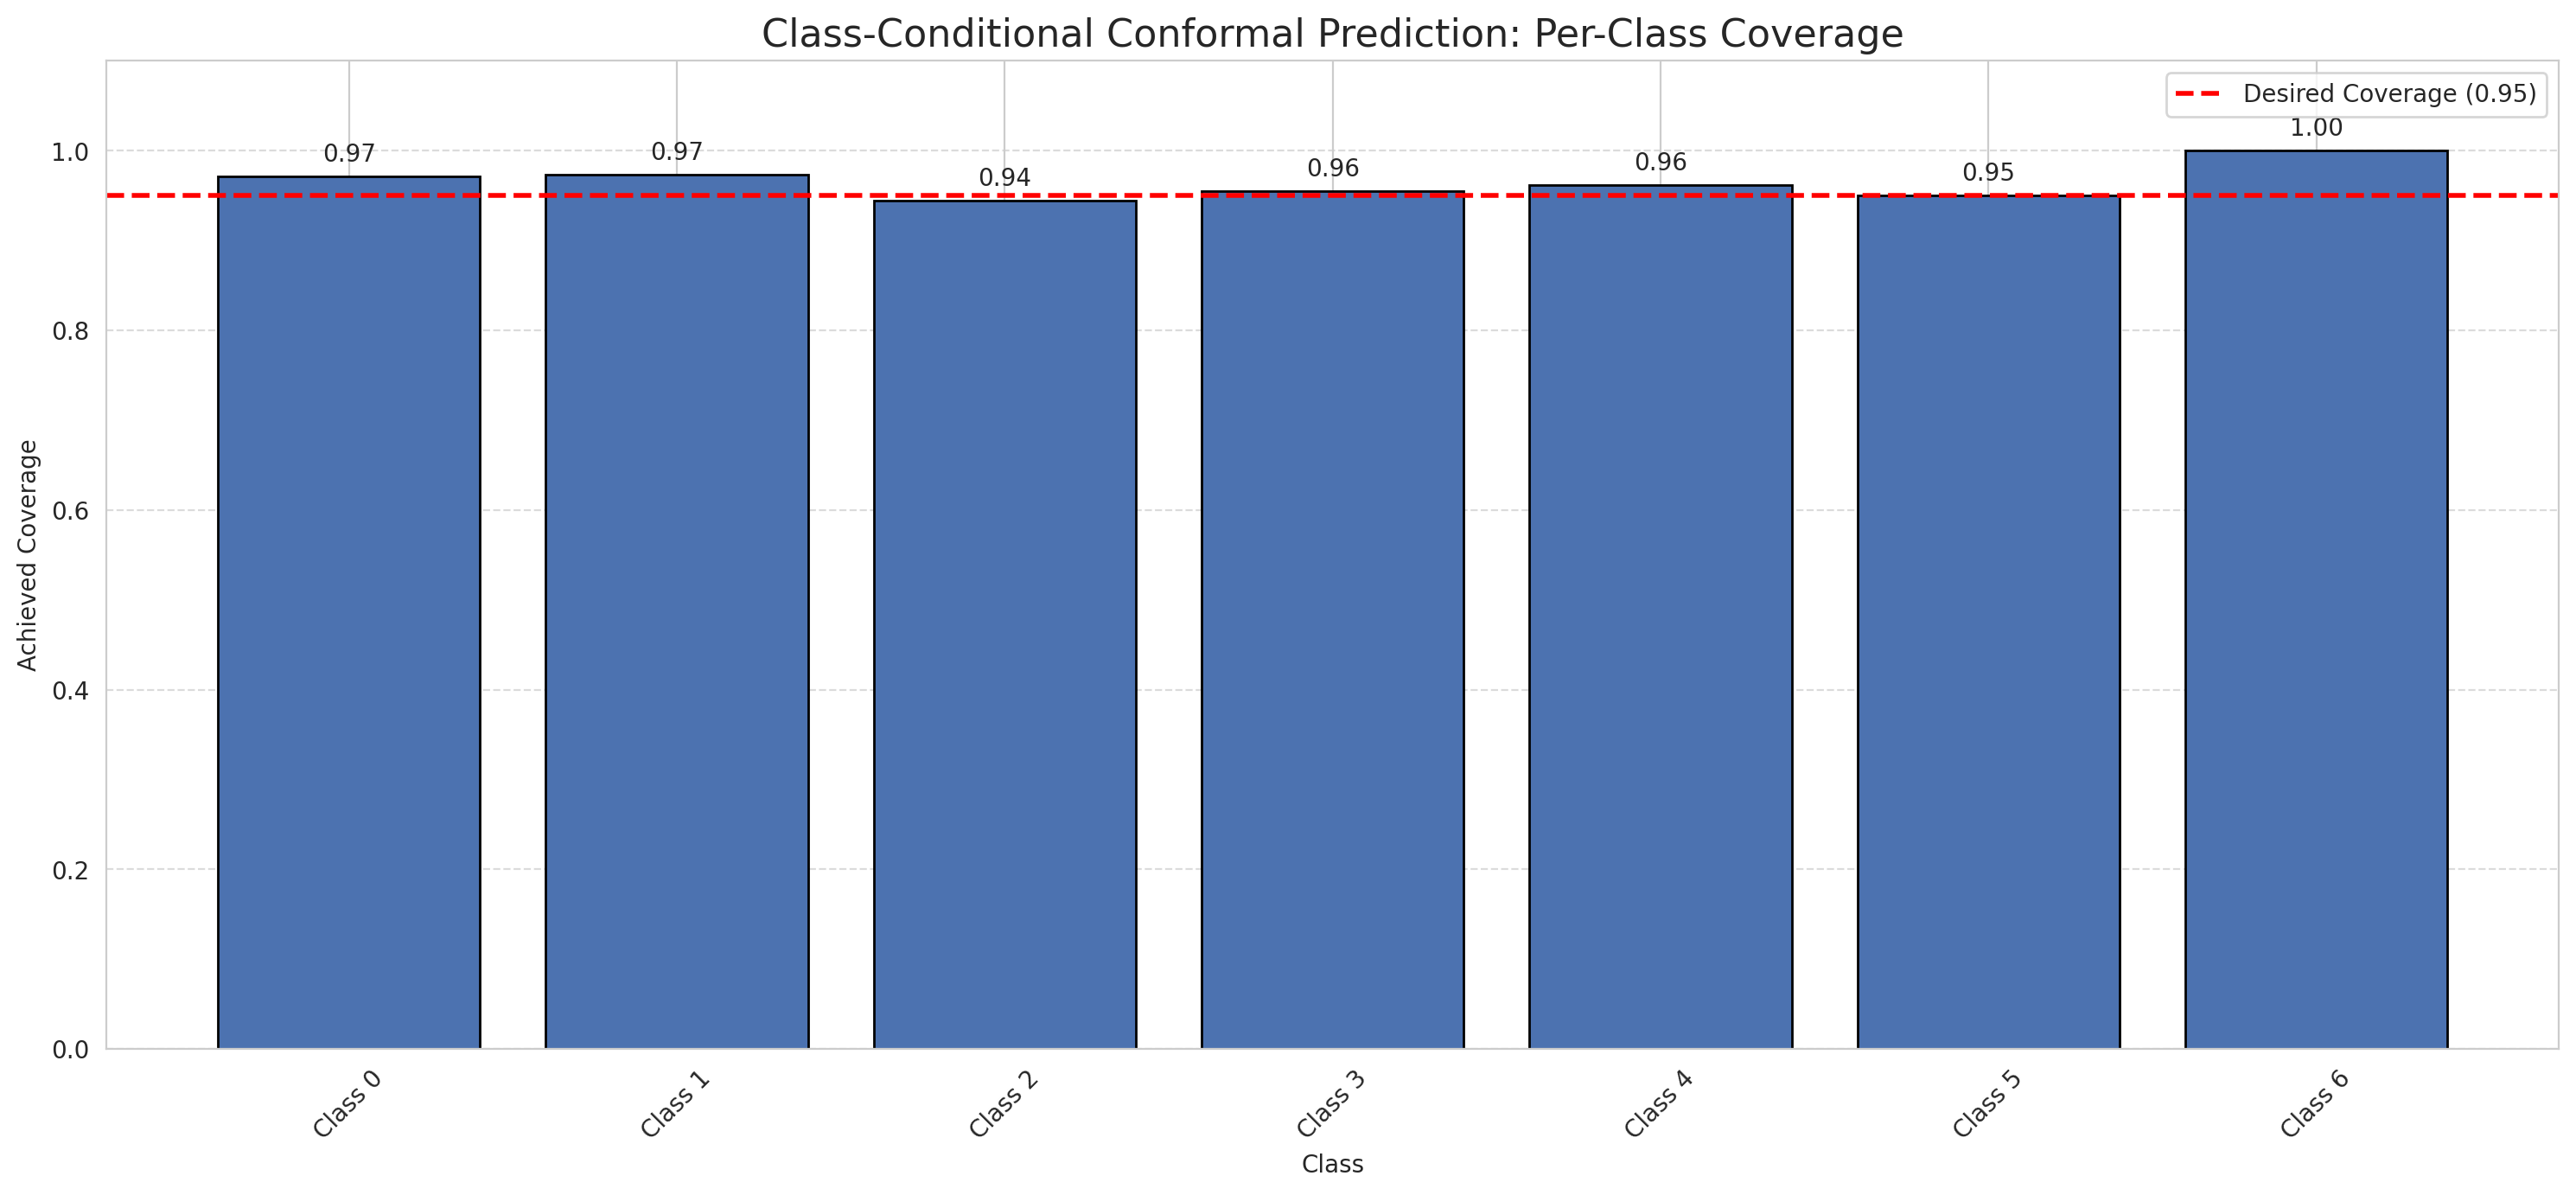 Class-Conditional Conformal Prediction: Per-Class Coverage
Desired Coverage (0.95)
0.97
0.97
0.94
0.96
0.96
0.95
1.00
Achieved Coverage
1.0
0.8
0.6
0.4
0.2
0.0
Class 0
Class 1
Class 2
Class 3
Class 4
Class 5
Class 6
Class